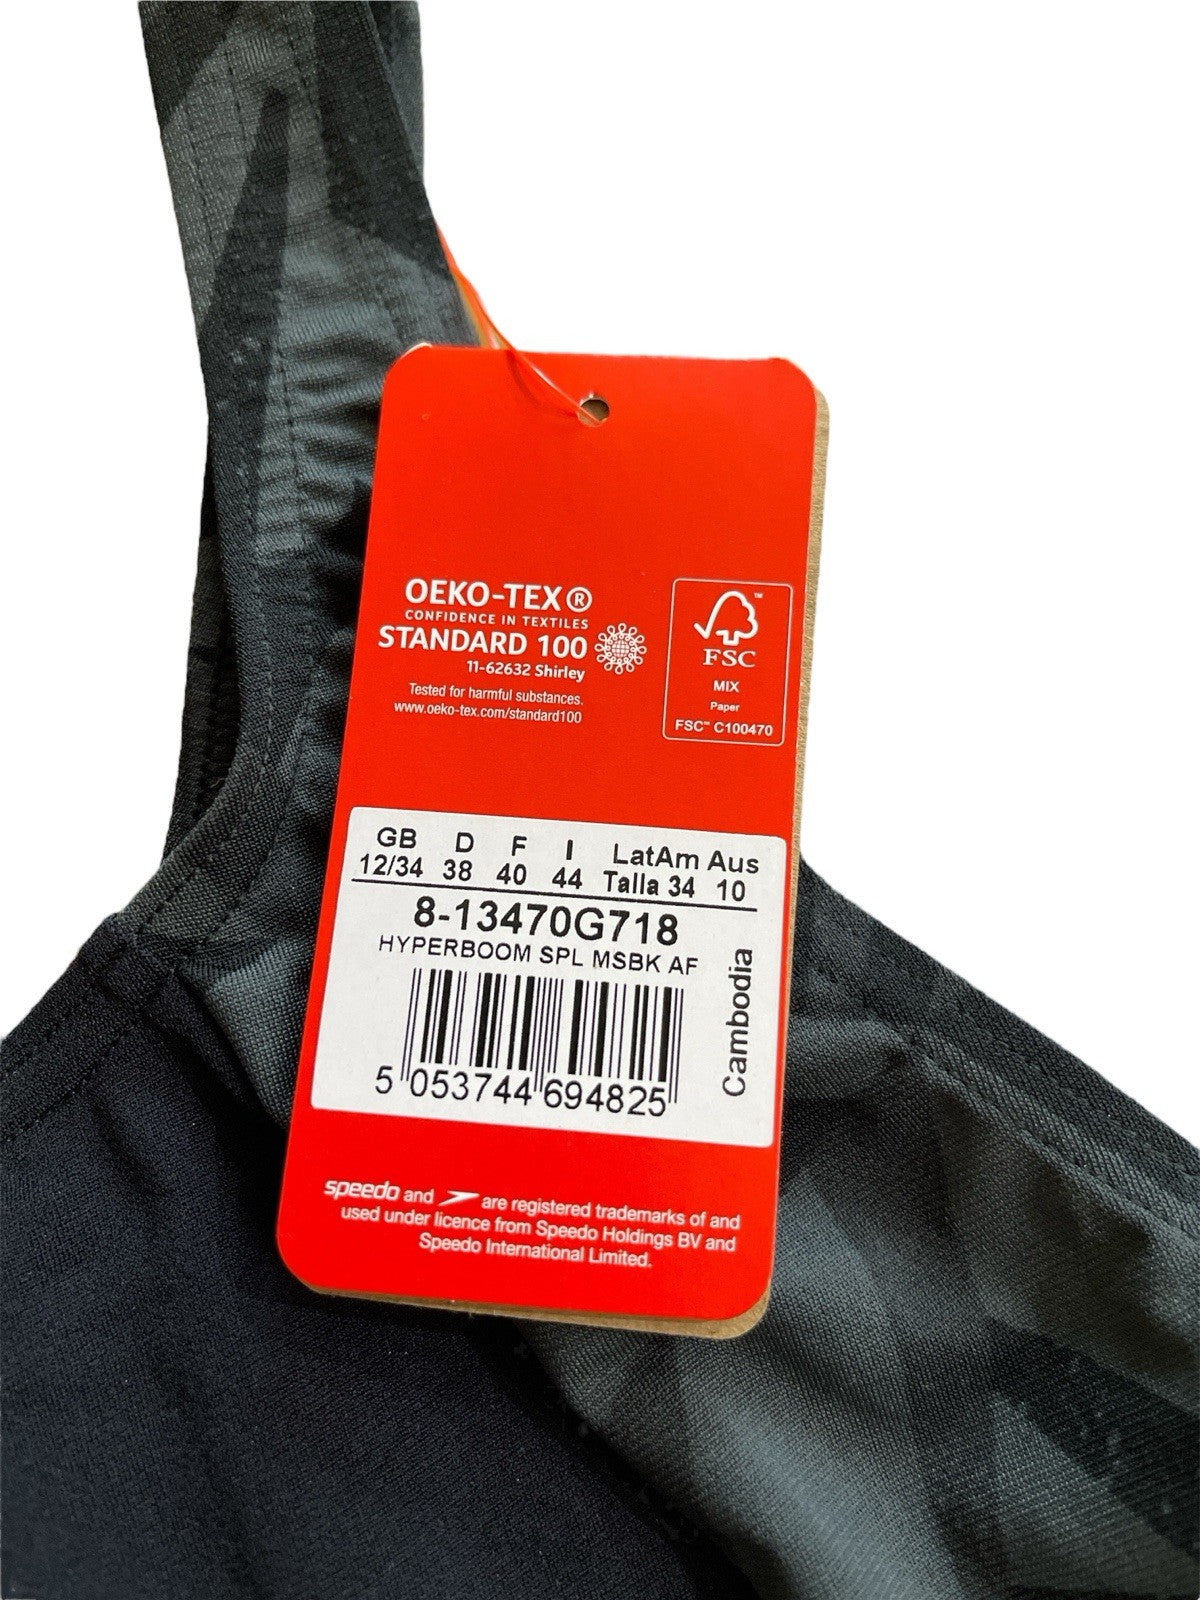 OEKO-TEX®
CONFIDENCE IN TEXTILES
STANDARD 100
11-62632 Shirley
Tested for harmful substances.
www.oeko-tex.com/standard100
FSC
MIX
Paper
FSC™ C100470
GB D F I LatAm Aus
12/34 38 40 44 Talla 34 10
8-13470G718
HYPERBOOM SPL MSBK AF
Cambodia
5 053744 694825
speedo and are registered trademarks of and
used under licence from Speedo Holdings BV and
Speedo International Limited.